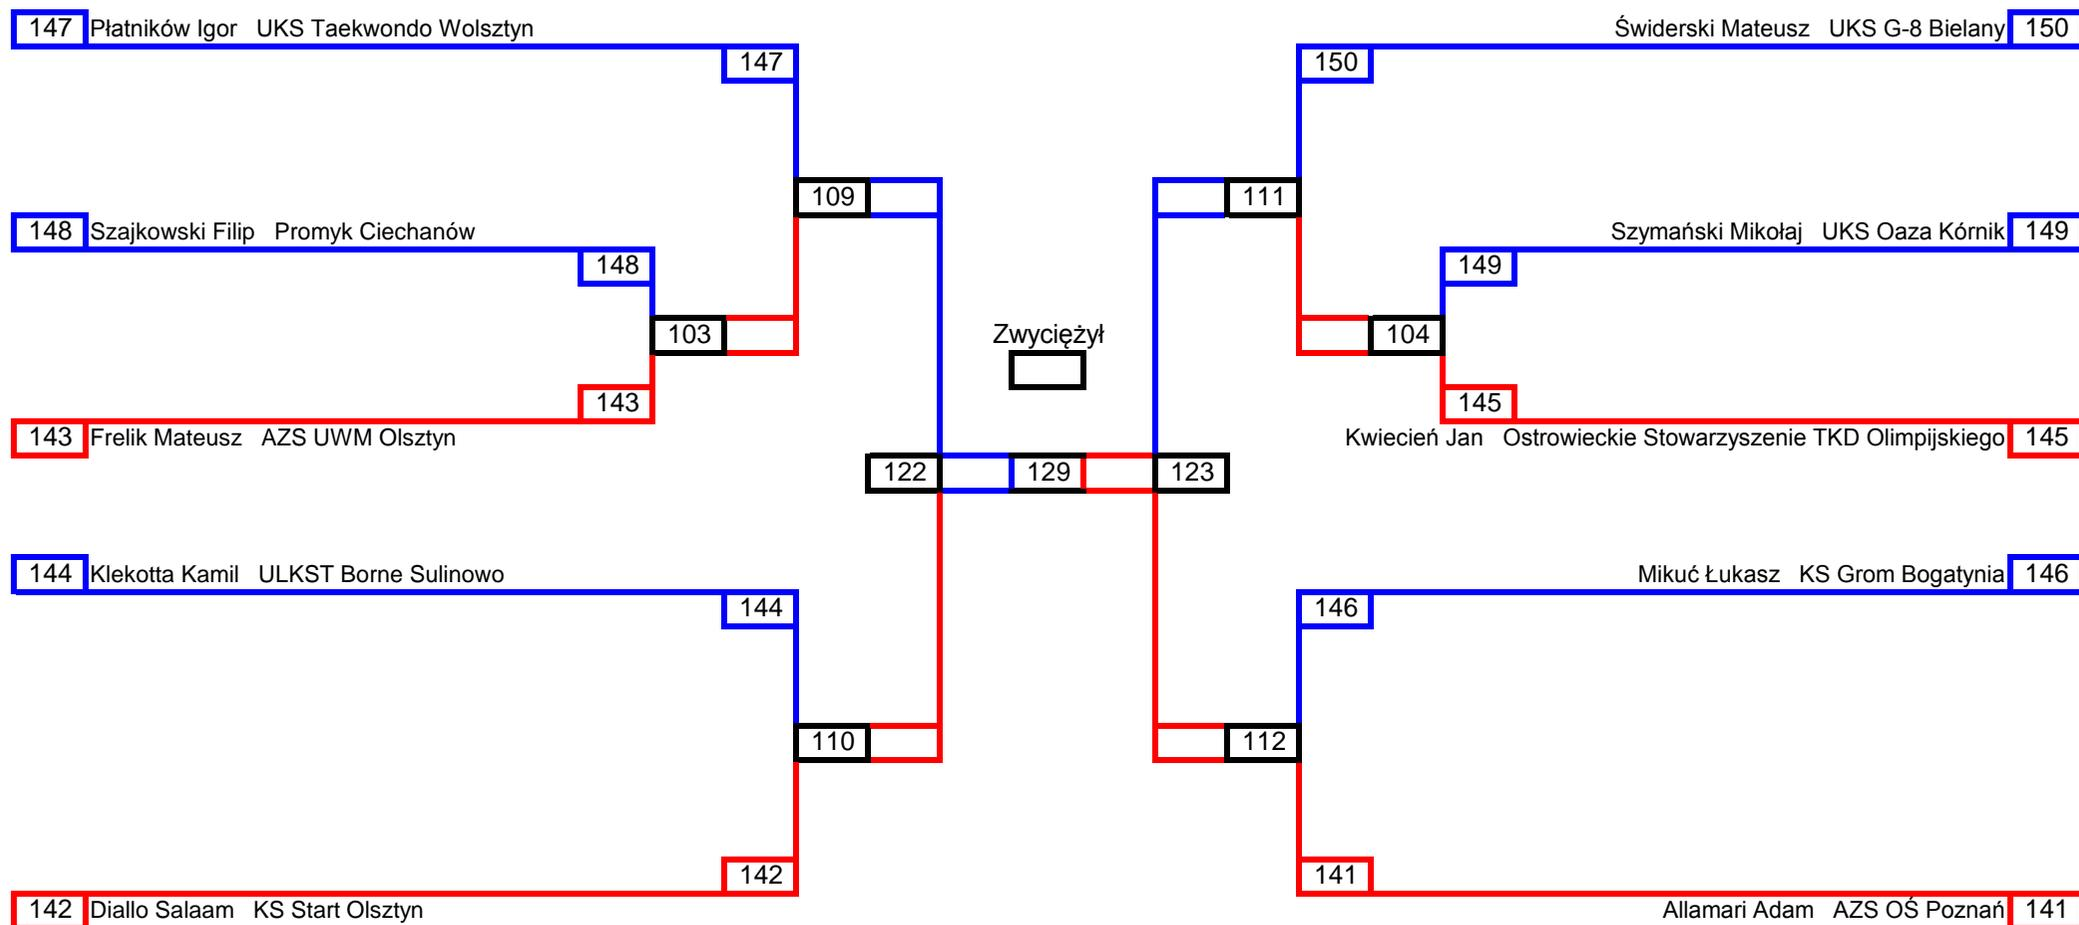 147 Płatników Igor UKS Taekwondo Wolsztyn
Świderski Mateusz UKS G-8 Bielany 150
147
150
109
111
148 Szajkowski Filip Promyk Ciechanów
Szymański Mikołaj UKS Oaza Kórnik 149
148
149
103
Zwyciężył
104
143
145
143 Frelik Mateusz AZS UWM Olsztyn
Kwiecień Jan Ostrowieckie Stowarzyszenie TKD Olimpijskiego 145
122
129
123
144 Klekotta Kamil ULKST Borne Sulinowo
Mikuć Łukasz KS Grom Bogatynia 146
144
146
110
112
142
141
142 Diallo Salaam KS Start Olsztyn
Allamari Adam AZS OŚ Poznań 141